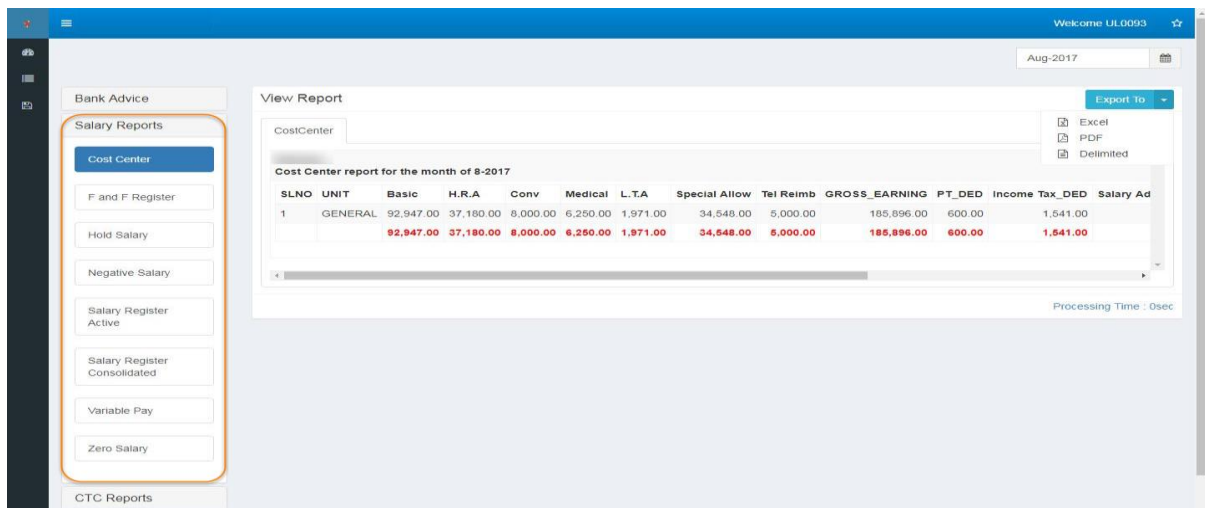 Welcome UL0093
Aug-2017
Bank Advice
Salary Reports
Cost Center
F and F Register
Hold Salary
Negative Salary
Salary Register
Active
Salary Register
Consolidated
Variable Pay
Zero Salary
CTC Reports
View Report
Export To
Excel
PDF
Delimited
CostCenter
Cost Center report for the month of 8-2017
SLNO UNIT Basic H.R.A Conv Medical L.T.A Special Allow Tel Reimb GROSS_EARNING PT_DED Income Tax_DED Salary Ad
1 GENERAL 92,947.00 37,180.00 8,000.00 6,250.00 1,971.00 34,548.00 5,000.00 185,896.00 600.00 1,541.00
92,947.00 37,180.00 8,000.00 6,250.00 1,971.00 34,548.00 5,000.00 185,896.00 600.00 1,541.00
Processing Time : 0sec